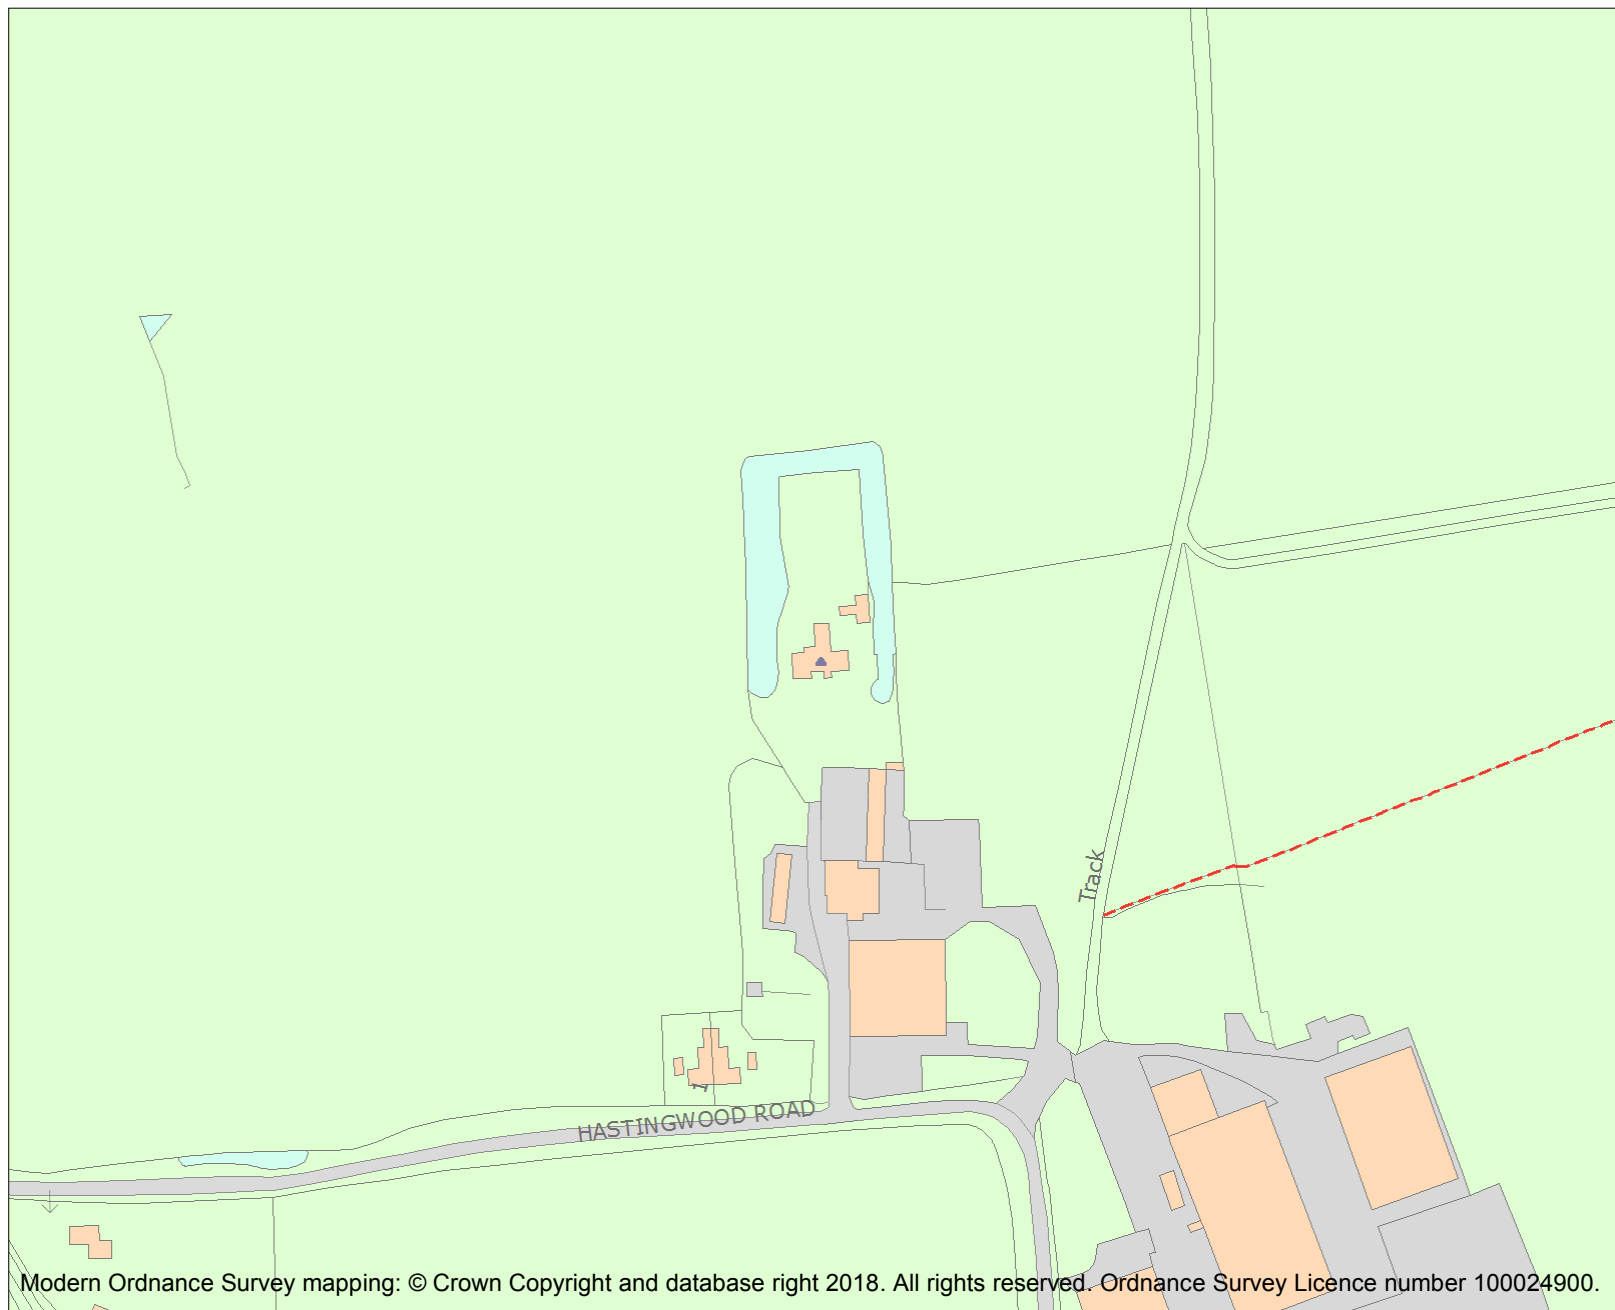 Track
HASTINGWOOD ROAD
Modern Ordnance Survey mapping: © Crown Copyright and database right 2018. All rights reserved. Ordnance Survey Licence number 100024900.